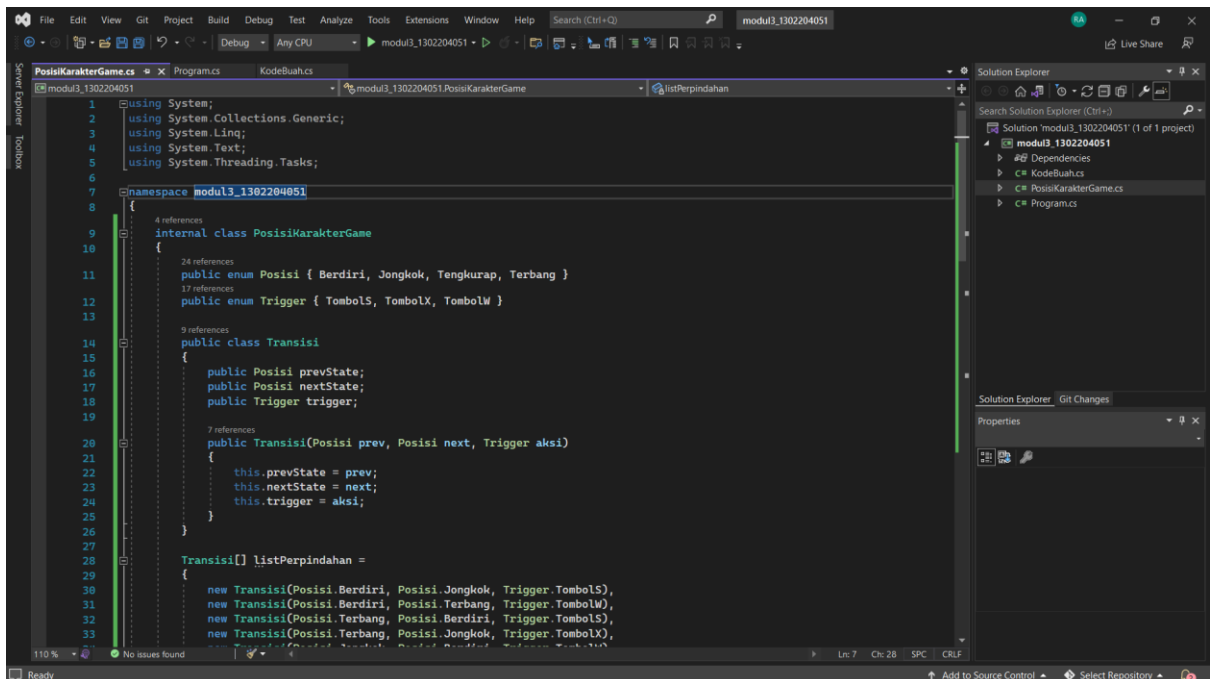 File Edit View Git Project Build Debug Test Analyze Tools Extensions Window Help Search (Ctrl+Q) modul3_1302204051 RA
Debug Any CPU modul3_1302204051 Live Share
Server Explorer
Toolbox
PosisiKarakterGame.cs Program.cs KodeBuah.cs
modul3_1302204051 modul3_1302204051.PosisiKarakterGame listPerpindahan
1 using System;
2 using System.Collections.Generic;
3 using System.Linq;
4 using System.Text;
5 using System.Threading.Tasks;
6
7 namespace modul3_1302204051
8 {
4 references
9 internal class PosisiKarakterGame
10 {
24 references
11 public enum Posisi { Berdiri, Jongkok, Tengkurap, Terbang }
17 references
12 public enum Trigger { TombolS, TombolX, TombolW }
13
9 references
14 public class Transisi
15 {
16 public Posisi prevState;
17 public Posisi nextState;
18 public Trigger trigger;
19
7 references
20 public Transisi(Posisi prev, Posisi next, Trigger aksi)
21 {
22 this.prevState = prev;
23 this.nextState = next;
24 this.trigger = aksi;
25 }
26 }
27
28 Transisi[] listPerpindahan =
29 {
30 new Transisi(Posisi.Berdiri, Posisi.Jongkok, Trigger.TombolS),
31 new Transisi(Posisi.Berdiri, Posisi.Terbang, Trigger.TombolW),
32 new Transisi(Posisi.Terbang, Posisi.Berdiri, Trigger.TombolS),
33 new Transisi(Posisi.Terbang, Posisi.Jongkok, Trigger.TombolX),
110 % No issues found Ln: 7 Ch: 28 SPC CRLF
Solution Explorer
Search Solution Explorer (Ctrl+;)
Solution 'modul3_1302204051' (1 of 1 project)
modul3_1302204051
Dependencies
C# KodeBuah.cs
C# PosisiKarakterGame.cs
C# Program.cs
Solution Explorer Git Changes
Properties
Ready Add to Source Control Select Repository